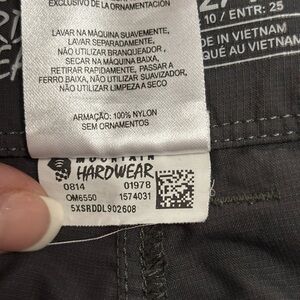 EXCLUSIVO DE LA ORNAMENTACIÓN
10 / ENTR: 25
DE IN VIETNAM
QUÉ AU VIETNAM
LAVAR NA MÁQUINA SUAVEMENTE,
LAVAR SEPARADAMENTE,
NÃO UTILIZAR BRANQUEADOR,
SECAR NA MÁQUINA BAIXA,
RETIRAR RAPIDAMENTE, PASSAR A
FERRO BAIXA, NÃO UTILIZAR SUAVIZADOR,
NÃO UTILIZAR LIMPEZA A SECO
ARMAÇÃO: 100% NYLON
SEM ORNAMENTOS
MOUNTAIN
HARDWEAR
0814 01978
OM6550 1574031
5XSRDDL902608